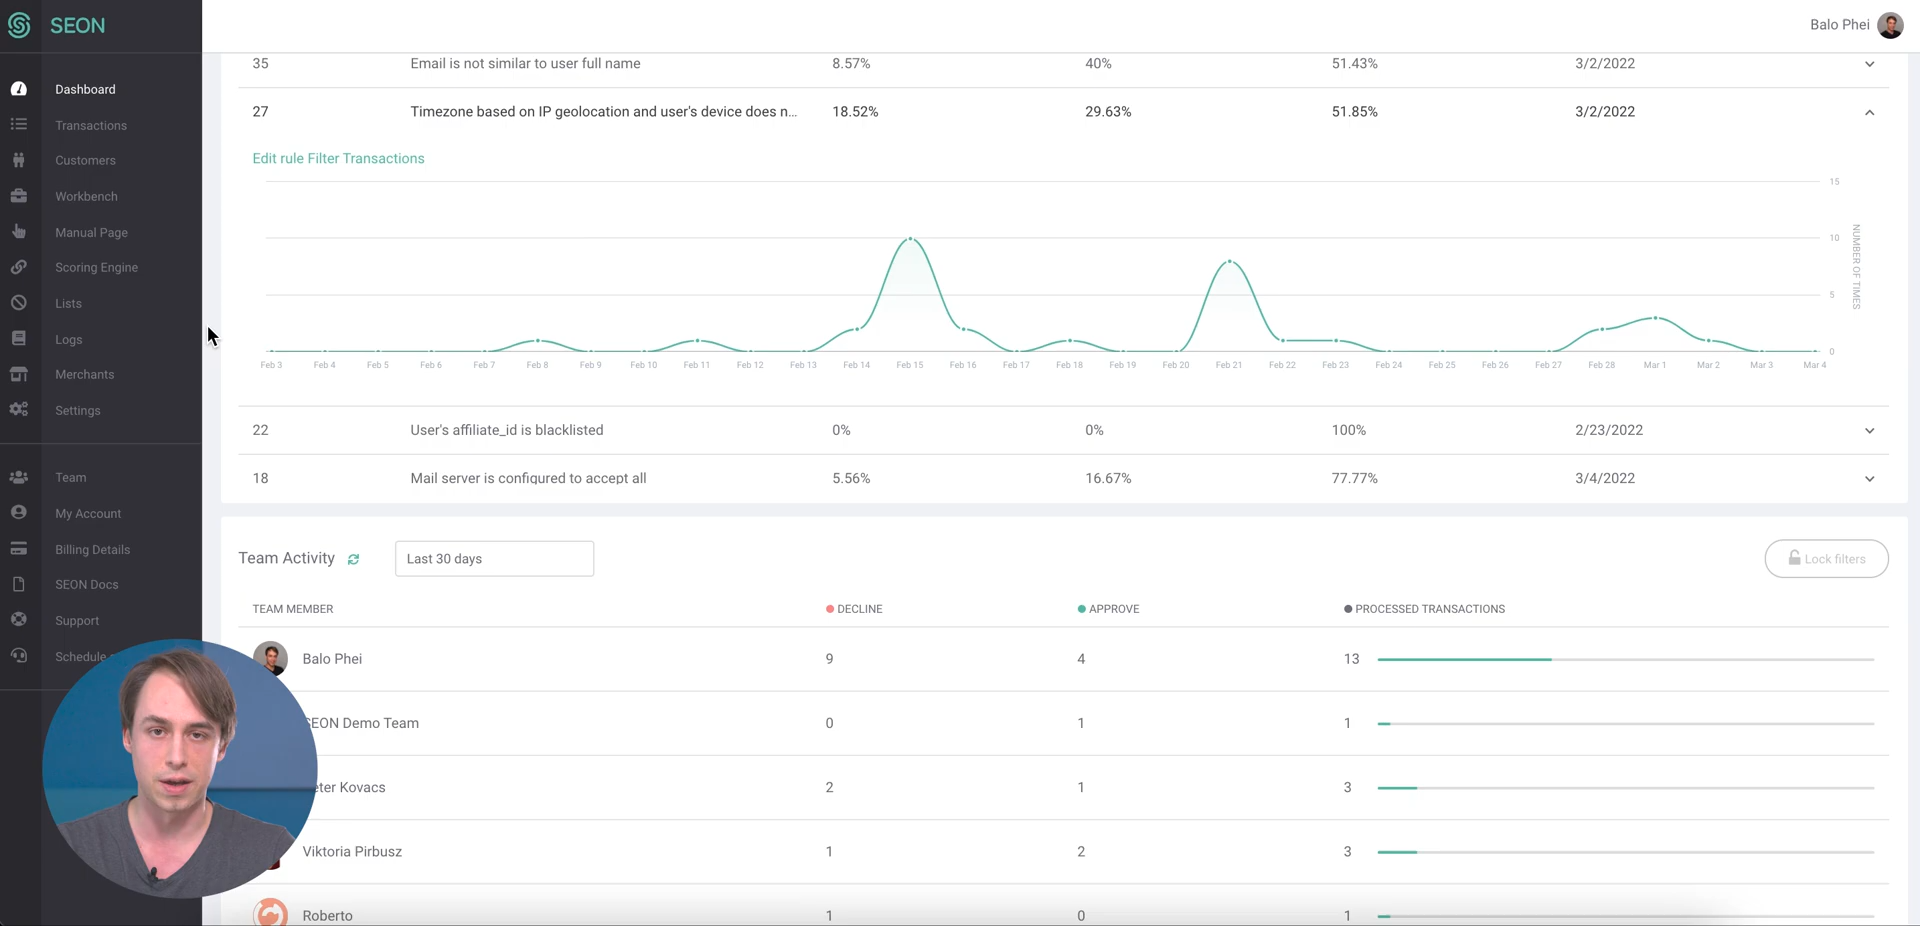 SEON
Balo Phei
Dashboard
Transactions
Customers
Workbench
Manual Page
Scoring Engine
Lists
Logs
Merchants
Settings
Team
My Account
Billing Details
SEON Docs
Support
Schedule
35 Email is not similar to user full name 8.57% 40% 51.43% 3/2/2022
27 Timezone based on IP geolocation and user's device does n... 18.52% 29.63% 51.85% 3/2/2022
Edit rule Filter Transactions
15
10
5
0
NUMBER OF TIMES
Feb 3 Feb 4 Feb 5 Feb 6 Feb 7 Feb 8 Feb 9 Feb 10 Feb 11 Feb 12 Feb 13 Feb 14 Feb 15 Feb 16 Feb 17 Feb 18 Feb 19 Feb 20 Feb 21 Feb 22 Feb 23 Feb 24 Feb 25 Feb 26 Feb 27 Feb 28 Mar 1 Mar 2 Mar 3 Mar 4
22 User's affiliate_id is blacklisted 0% 0% 100% 2/23/2022
18 Mail server is configured to accept all 5.56% 16.67% 77.77% 3/4/2022
Team Activity Last 30 days Lock filters
TEAM MEMBER DECLINE APPROVE PROCESSED TRANSACTIONS
Balo Phei 9 4 13
SEON Demo Team 0 1 1
eter Kovacs 2 1 3
Viktoria Pirbusz 1 2 3
Roberto 1 0 1